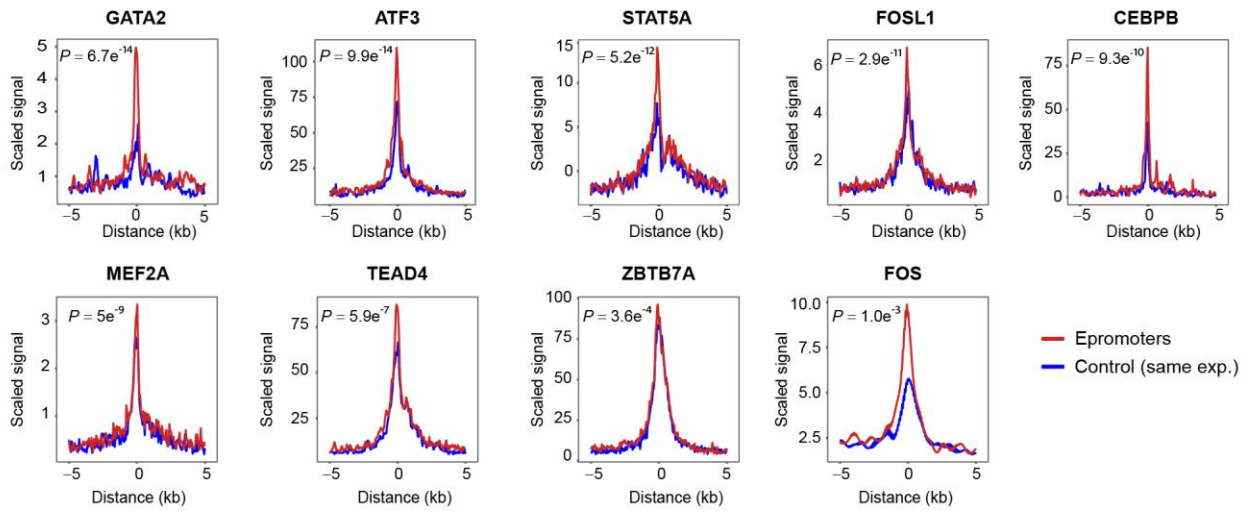 GATA2
ATF3
STAT5A
FOSL1
CEBPB
P = 6.7e-14
P = 9.9e-14
P = 5.2e-12
P = 2.9e-11
P = 9.3e-10
Scaled signal
5
4
3
2
1
Scaled signal
100
75
50
25
Scaled signal
15
10
5
0
Scaled signal
6
4
2
Scaled signal
75
50
25
0
–5 0 5
–5 0 5
–5 0 5
–5 0 5
–5 0 5
Distance (kb)
Distance (kb)
Distance (kb)
Distance (kb)
Distance (kb)
MEF2A
TEAD4
ZBTB7A
FOS
P = 5e-9
P = 5.9e-7
P = 3.6e-4
P = 1.0e-3
Scaled signal
3
2
1
Scaled signal
75
50
25
Scaled signal
100
75
50
25
0
Scaled signal
10.0
7.5
5.0
2.5
Epromoters
Control (same exp.)
–5 0 5
–5 0 5
–5 0 5
–5 0 5
Distance (kb)
Distance (kb)
Distance (kb)
Distance (kb)